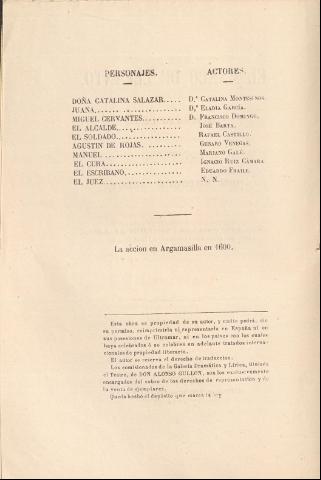 PERSONAJES. ACTORES.
DOÑA CATALINA SALAZAR..... D.ª CATALINA MONTESINOS.
JUANA.............. D.ª ELADIA GARCÍA.
MIGUEL CERVANTES....... D. FRANCISCO DOMINGO.
EL ALCALDE............ JOSÉ BARTA.
EL SOLDADO............ RAFAEL CASTILLO.
AGUSTIN DE ROJAS........ GENARO VENEGAS.
MANUEL.............. MARIANO GALÉ.
EL CURA............. IGNACIO RUIZ CÁMARA
EL ESCRIBANO.......... EDUARDO FRAILE.
EL JUEZ.............. N. N.
La accion en Argamasilla en 1600.
Esta obra es propiedad de su autor, y nadie podrá, sin
su permiso, reimprimirla ni representarla en España ni en
sus posesiones de Ultramar, ni en los paises con los cuales
haya celebrados ó se celebren en adelante tratados interna-
cionales de propiedad literaria.
El autor se reserva el derecho de traduccion.
Los comisionados de la Galería Dramática y Lírica, titulada
el Teatro, de DON ALONSO GULLON, son los exclusivamente
encargados del cobro de los derechos de representation y de
la venta de ejemplares.
Queda hecho el depósito que marca la ley